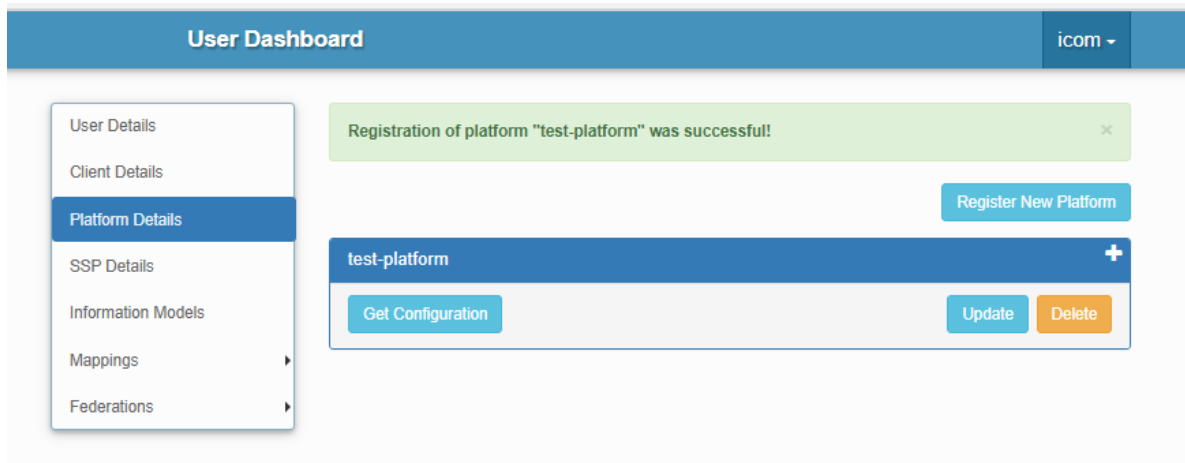 User Dashboard
icom
User Details
Client Details
Platform Details
SSP Details
Information Models
Mappings
Federations
Registration of platform "test-platform" was successful!
×
Register New Platform
test-platform
Get Configuration
Update
Delete